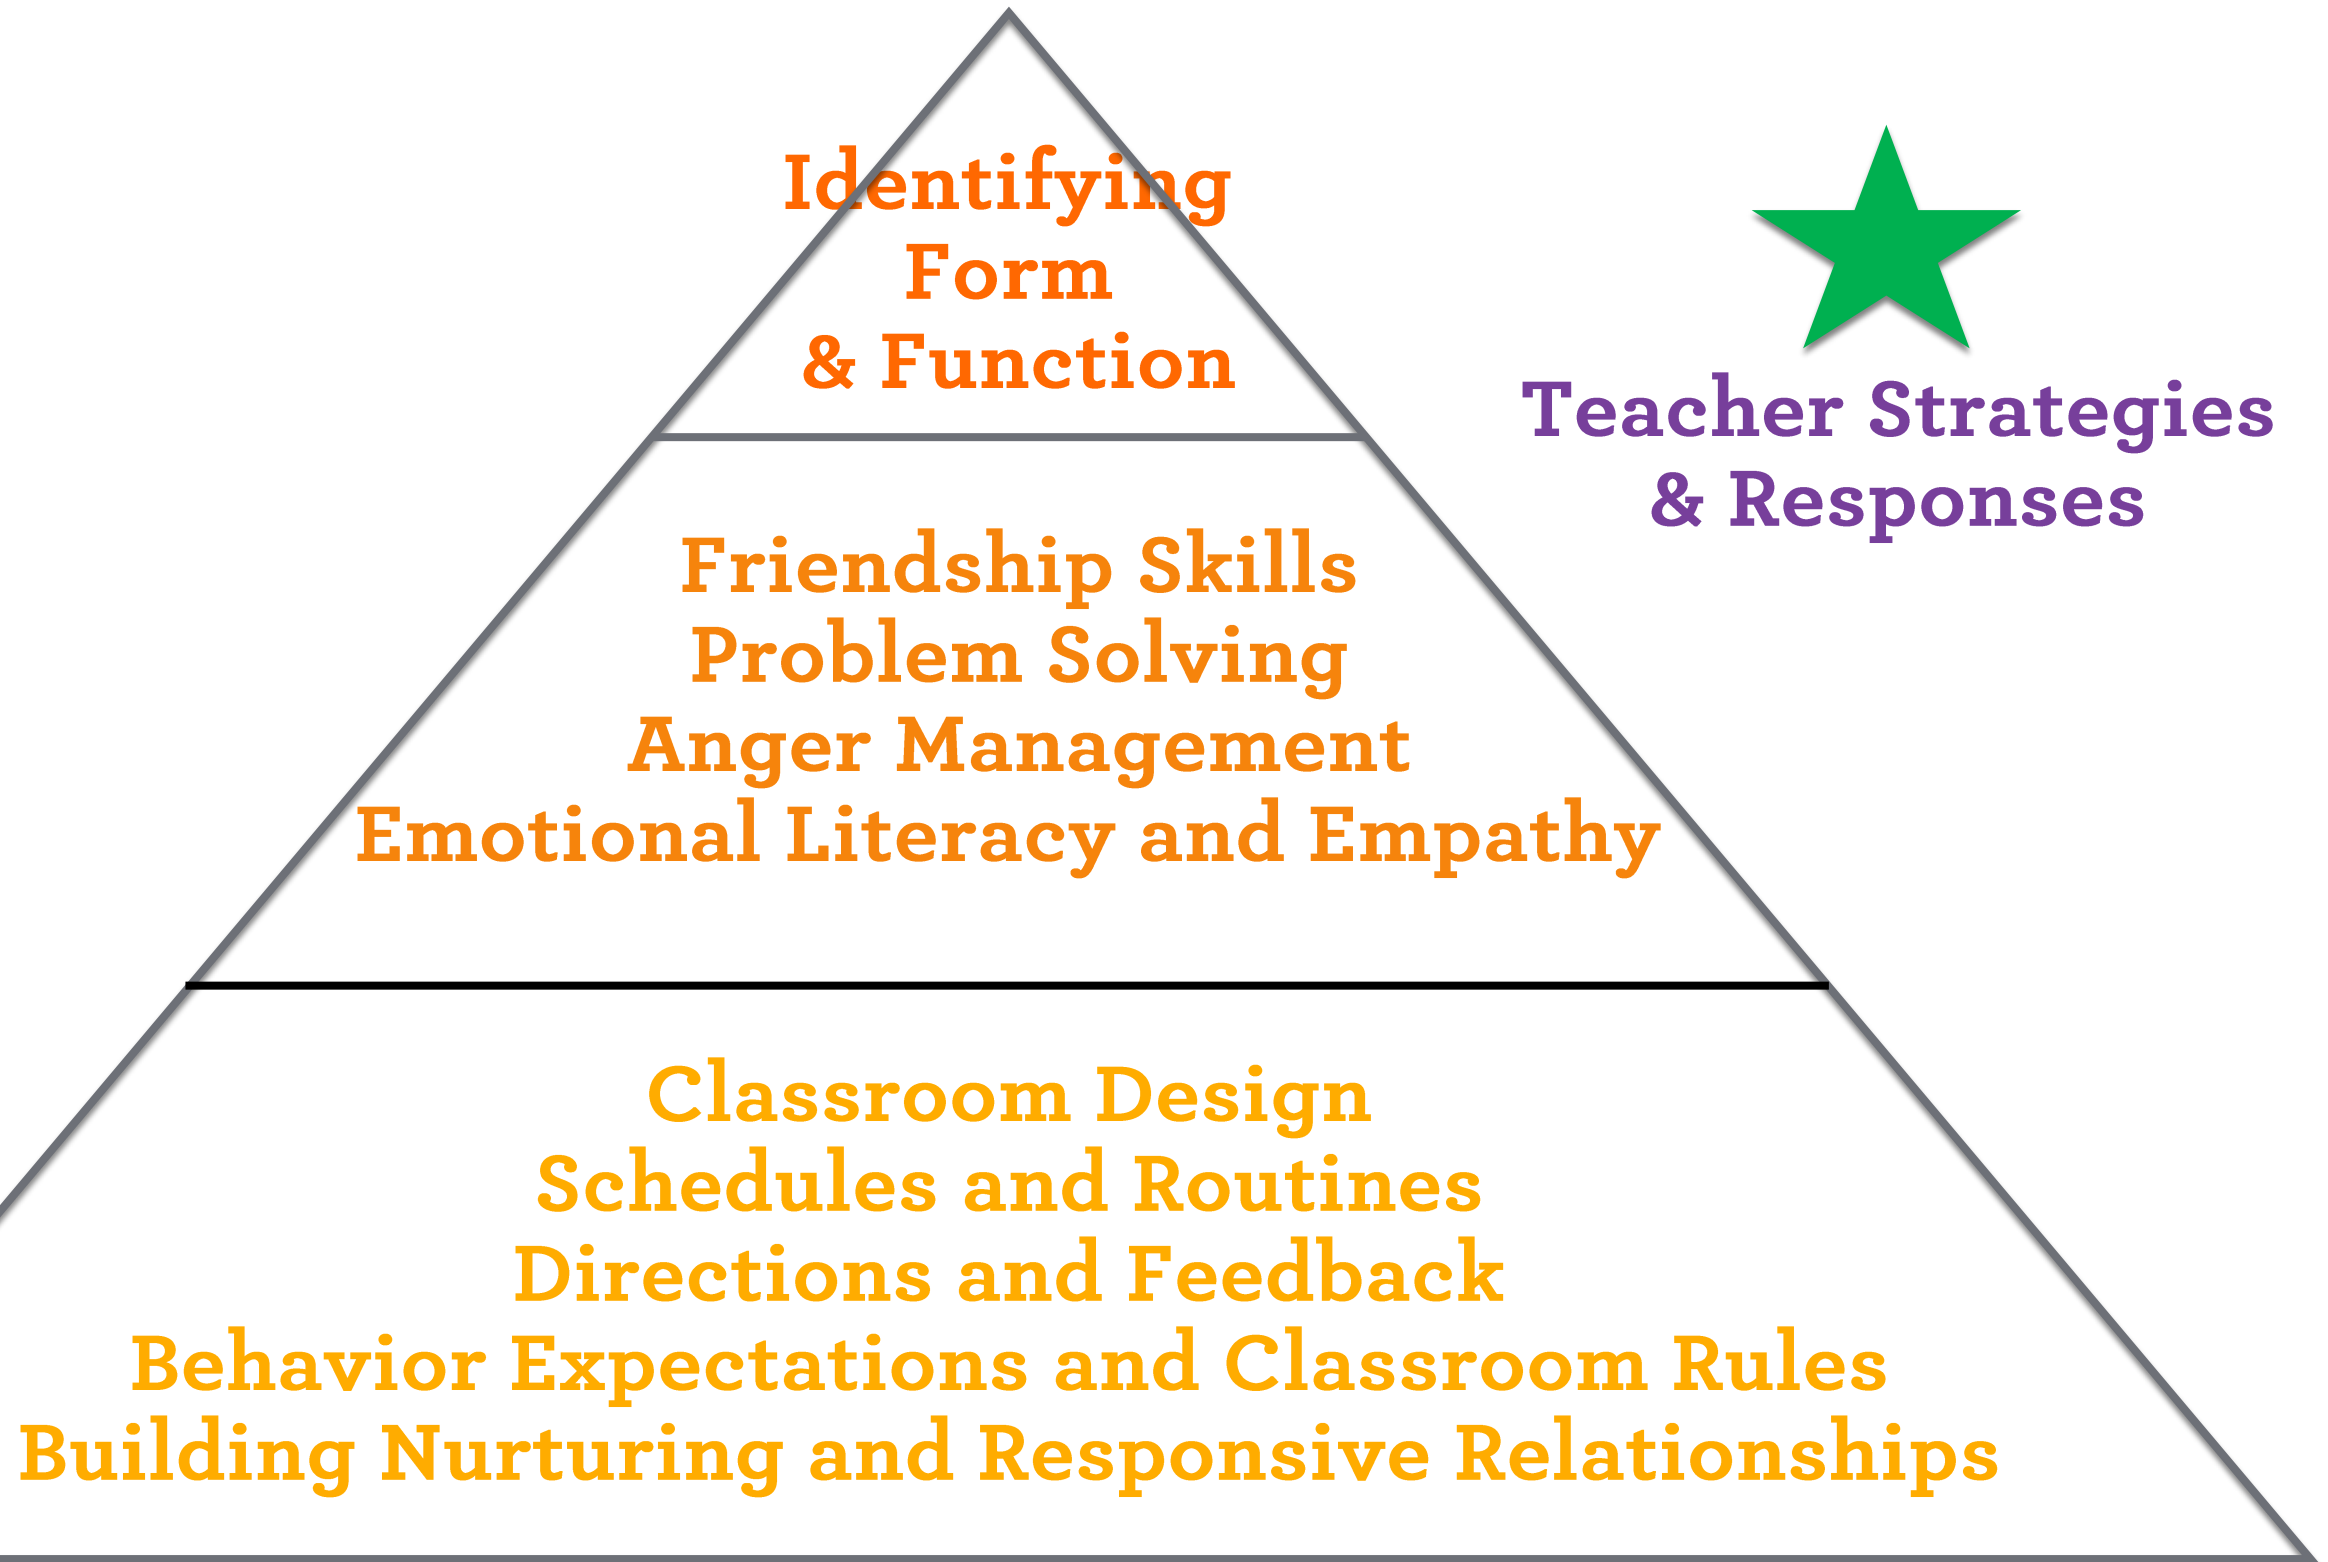 Identifying
Form
& Function
Teacher Strategies
& Responses
Friendship Skills
Problem Solving
Anger Management
Emotional Literacy and Empathy
Classroom Design
Schedules and Routines
Directions and Feedback
Behavior Expectations and Classroom Rules
Building Nurturing and Responsive Relationships